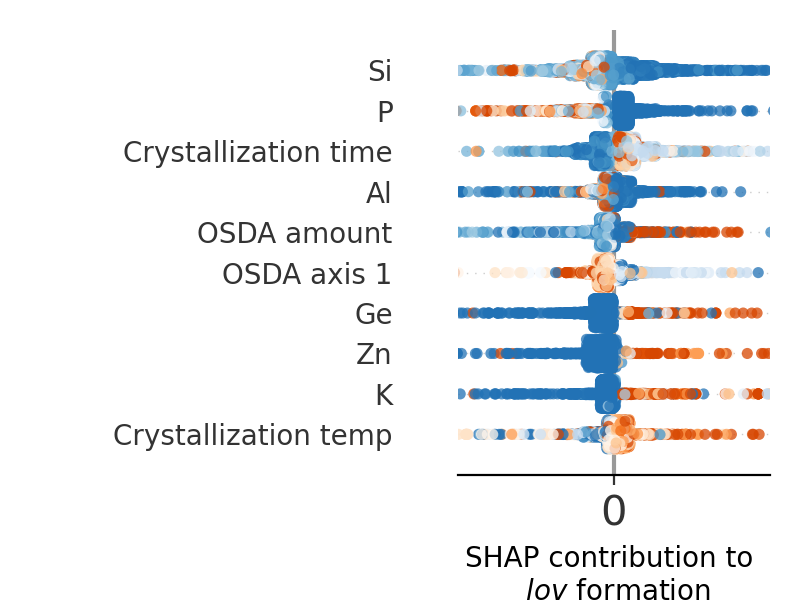 Si
P
Crystallization time
Al
OSDA amount
OSDA axis 1
Ge
Zn
K
Crystallization temp
0
SHAP contribution to
lov formation